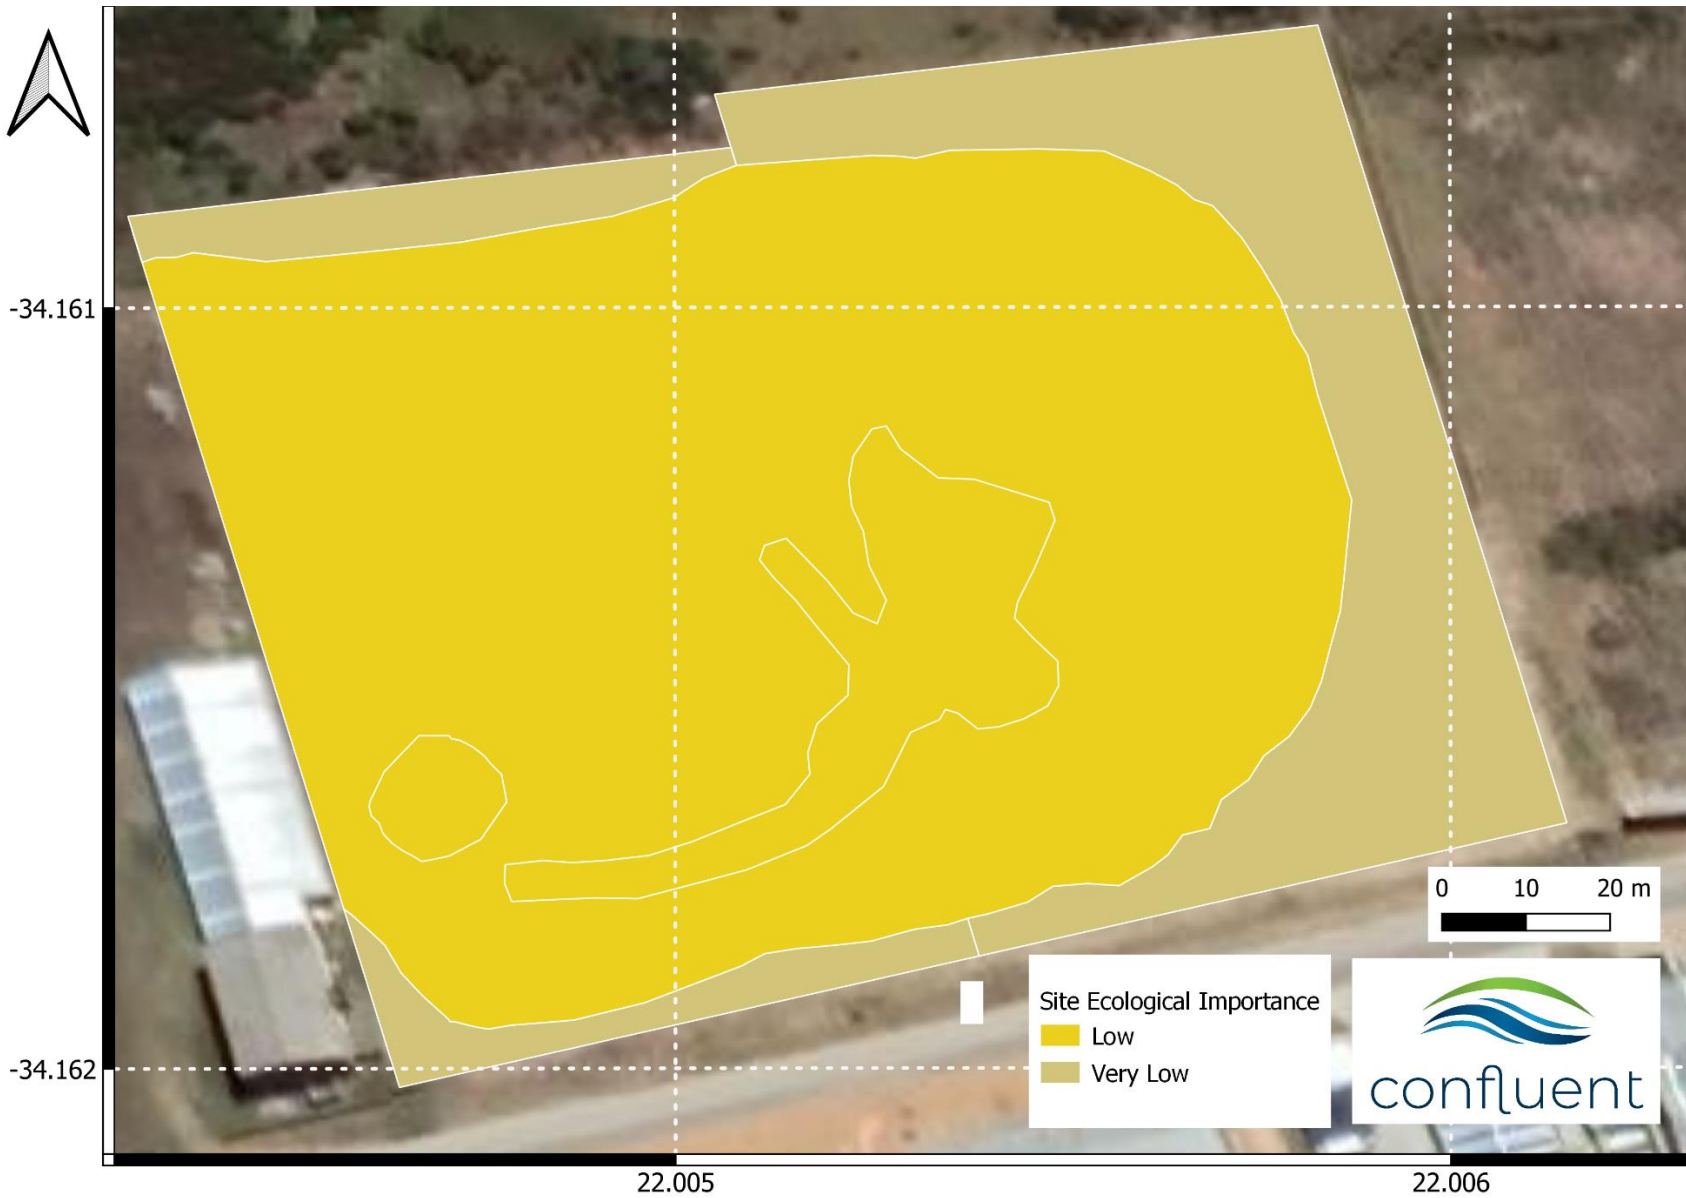 -34.161
0 10 20 m
Site Ecological Importance
Low
Very Low
confluent
-34.162
22.005 22.006